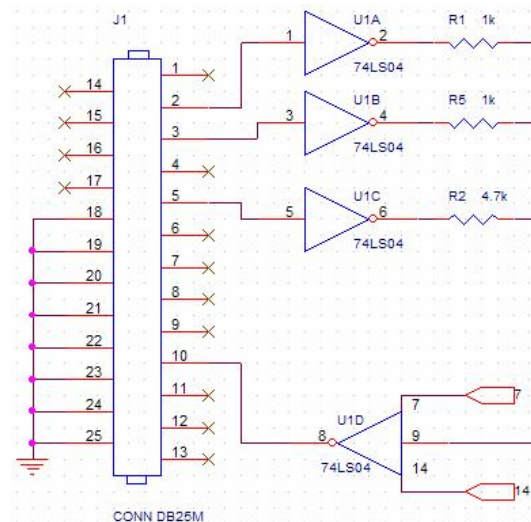 J1
U1A
R1 1k
1 2
74LS04
14
1
2
15
3
U1B
R5 1k
3 4
74LS04
16
4
17
5
U1C
R2 4.7k
5 6
74LS04
18
6
19
7
20
8
21
9
22
10
23
11
24
12
25
13
U1D
7 7
8 9
74LS04
14 14
CONN DB25M